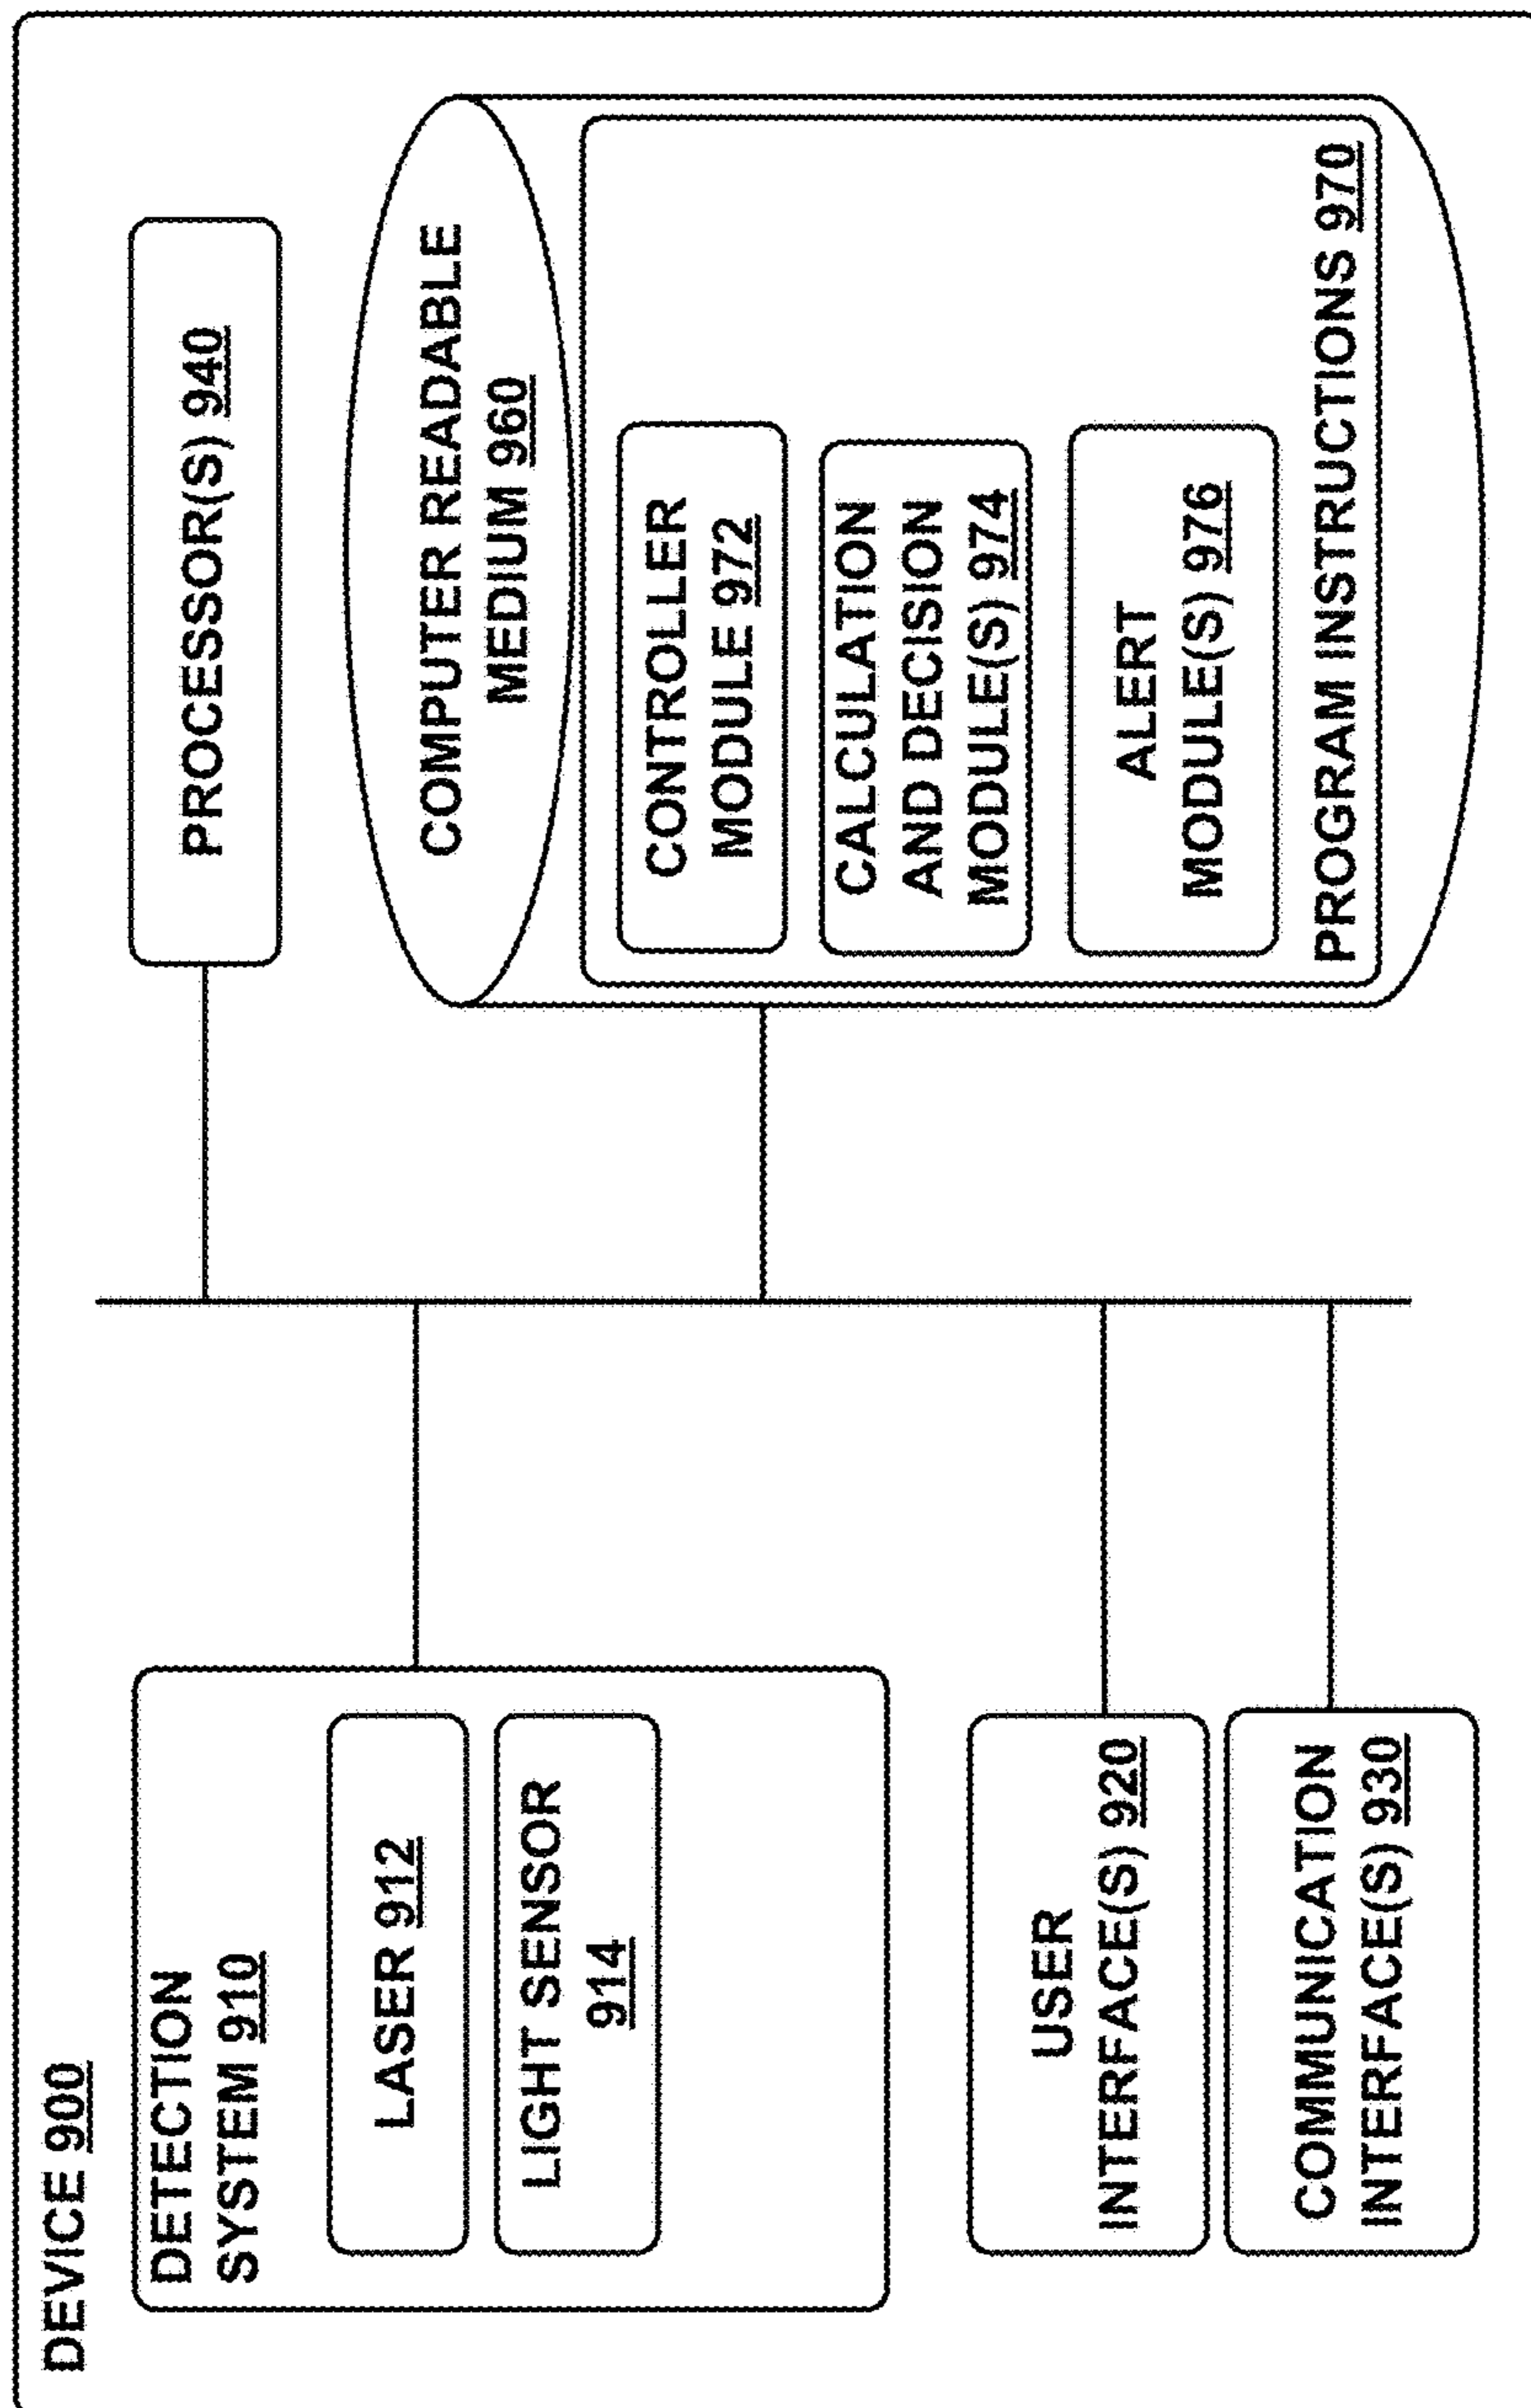 DEVICE 900
DETECTION
SYSTEM 910
LASER 912
LIGHT SENSOR
914
USER
INTERFACE(S) 920
COMMUNICATION
INTERFACE(S) 930
PROCESSOR(S) 940
COMPUTER READABLE
MEDIUM 960
CONTROLLER
MODULE 972
CALCULATION
AND DECISION
MODULE(S) 974
ALERT
MODULE(S) 976
PROGRAM INSTRUCTIONS 970